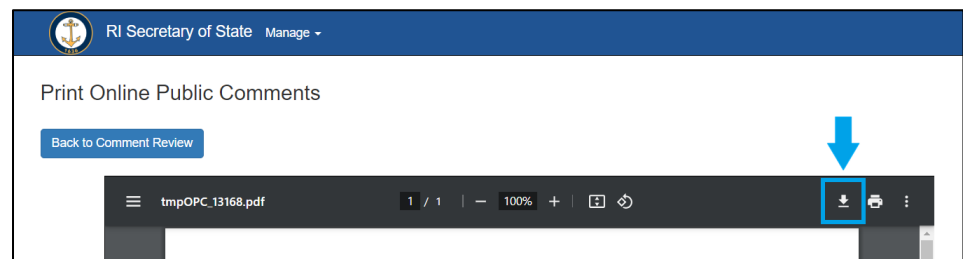 RI Secretary of State Manage
Print Online Public Comments
Back to Comment Review
tmpOPC_13168.pdf 1 / 1 | — 100% + |